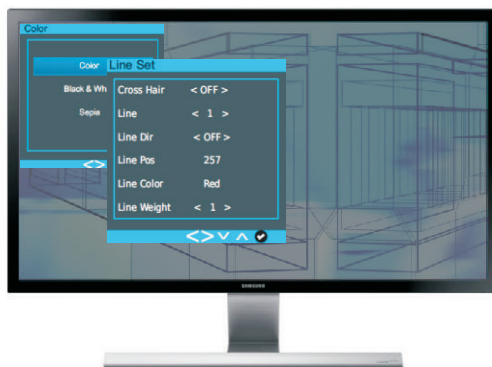 Color
Color
Black & Wh
Sepia
<>
Line Set
Cross Hair < OFF >
Line < 1 >
Line Dir < OFF >
Line Pos 257
Line Color Red
Line Weight < 1 >
<>
SAMSUNG